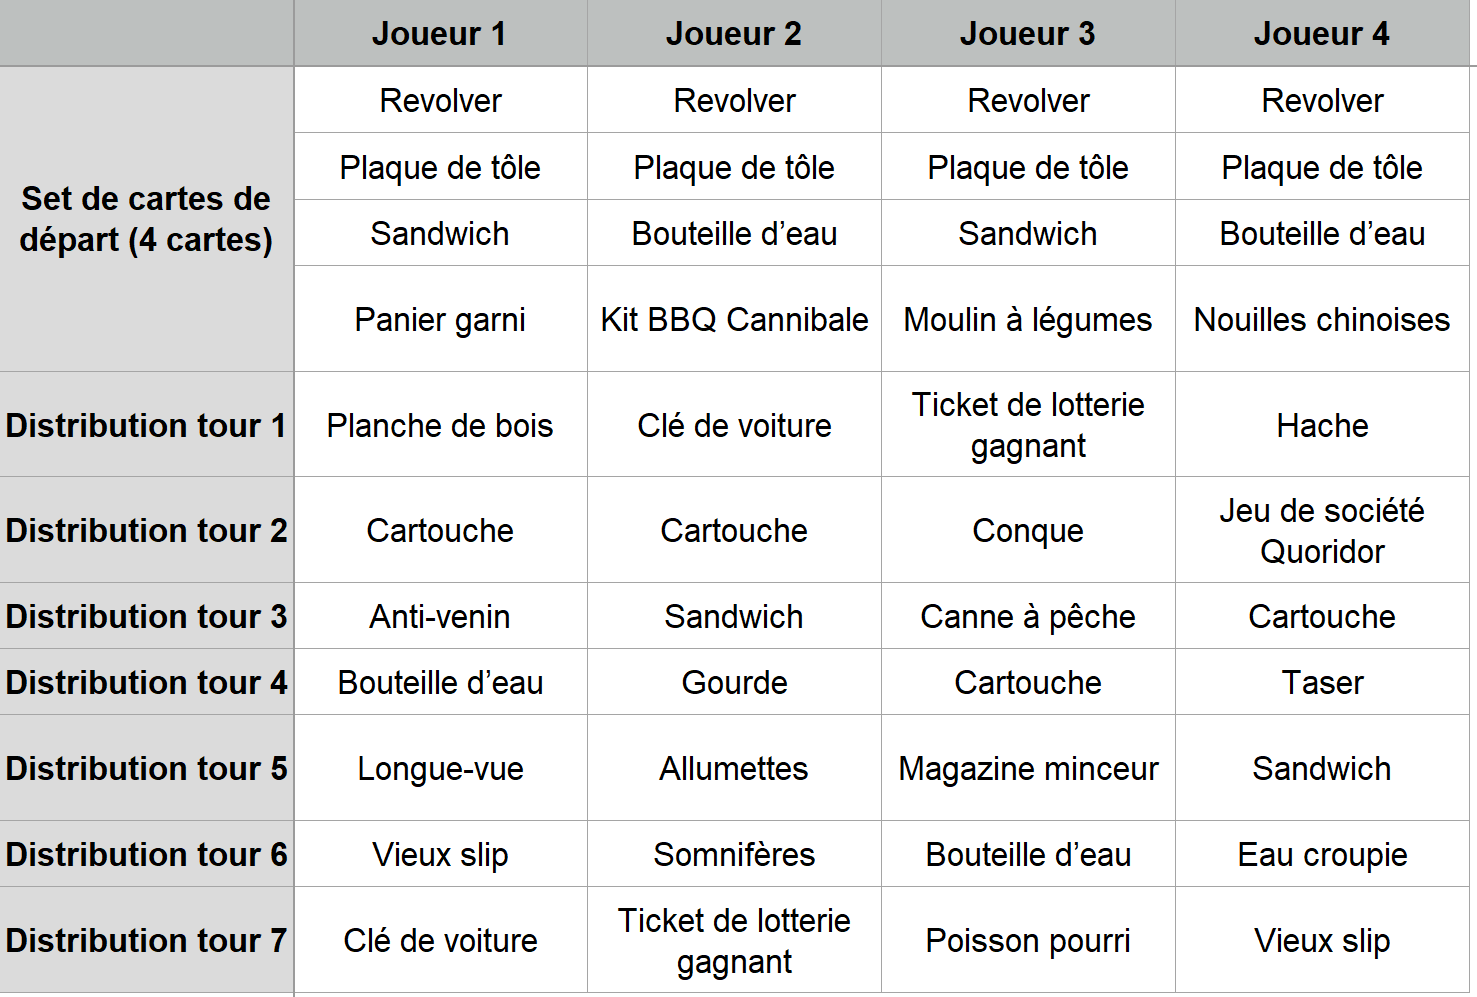 Joueur 1 Joueur 2 Joueur 3 Joueur 4
Set de cartes de
départ (4 cartes)
Revolver Revolver Revolver Revolver
Plaque de tôle Plaque de tôle Plaque de tôle Plaque de tôle
Sandwich Bouteille d’eau Sandwich Bouteille d’eau
Panier garni Kit BBQ Cannibale Moulin à légumes Nouilles chinoises
Distribution tour 1 Planche de bois Clé de voiture Ticket de lotterie
gagnant Hache
Distribution tour 2 Cartouche Cartouche Conque Jeu de société
Quoridor
Distribution tour 3 Anti-venin Sandwich Canne à pêche Cartouche
Distribution tour 4 Bouteille d’eau Gourde Cartouche Taser
Distribution tour 5 Longue-vue Allumettes Magazine minceur Sandwich
Distribution tour 6 Vieux slip Somnifères Bouteille d’eau Eau croupie
Distribution tour 7 Clé de voiture Ticket de lotterie
gagnant Poisson pourri Vieux slip